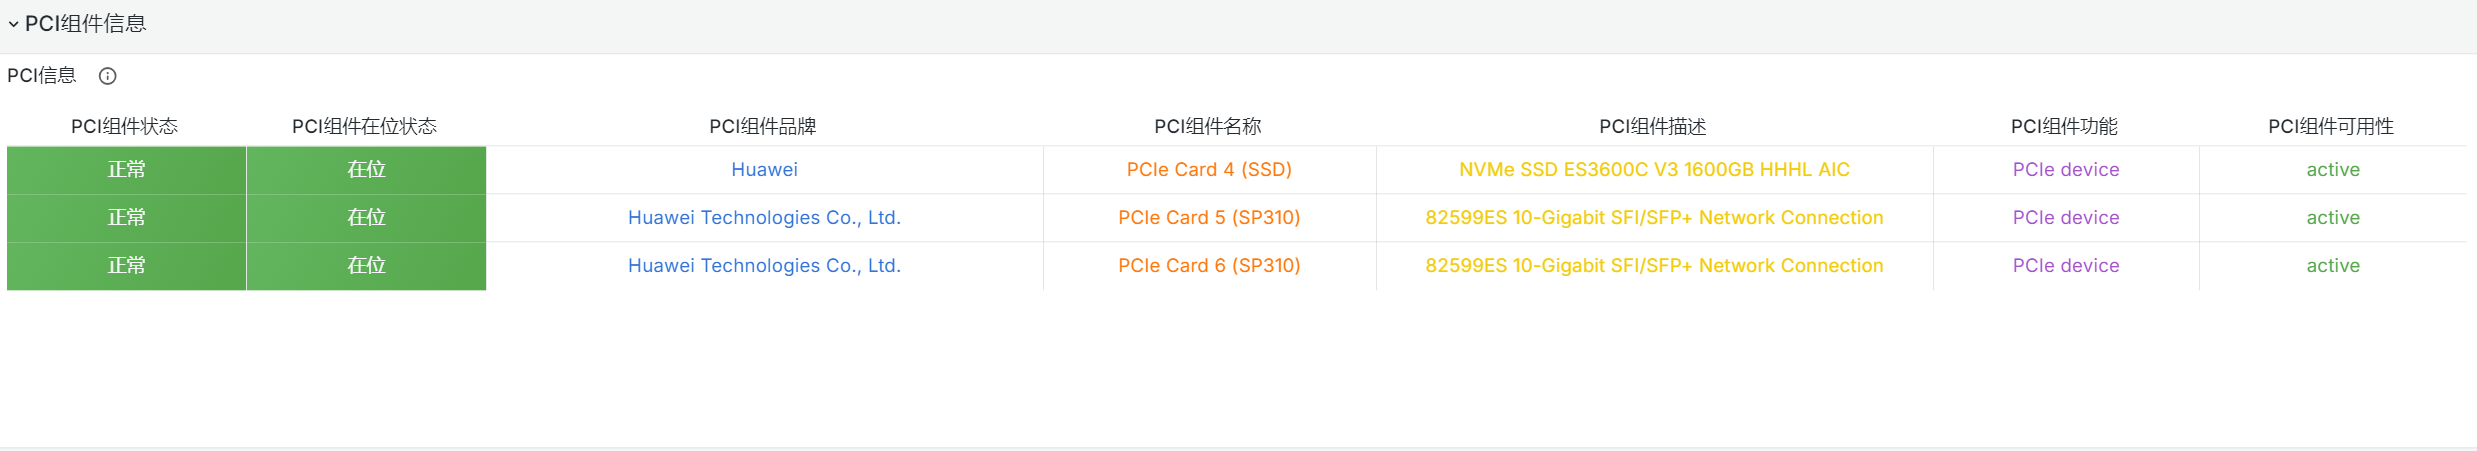 PCI组件信息
PCI信息
PCI组件状态 PCI组件在位状态 PCI组件品牌 PCI组件名称 PCI组件描述 PCI组件功能 PCI组件可用性
正常 在位 Huawei PCIe Card 4 (SSD) NVMe SSD ES3600C V3 1600GB HHHL AIC PCIe device active
正常 在位 Huawei Technologies Co., Ltd. PCIe Card 5 (SP310) 82599ES 10-Gigabit SFI/SFP+ Network Connection PCIe device active
正常 在位 Huawei Technologies Co., Ltd. PCIe Card 6 (SP310) 82599ES 10-Gigabit SFI/SFP+ Network Connection PCIe device active